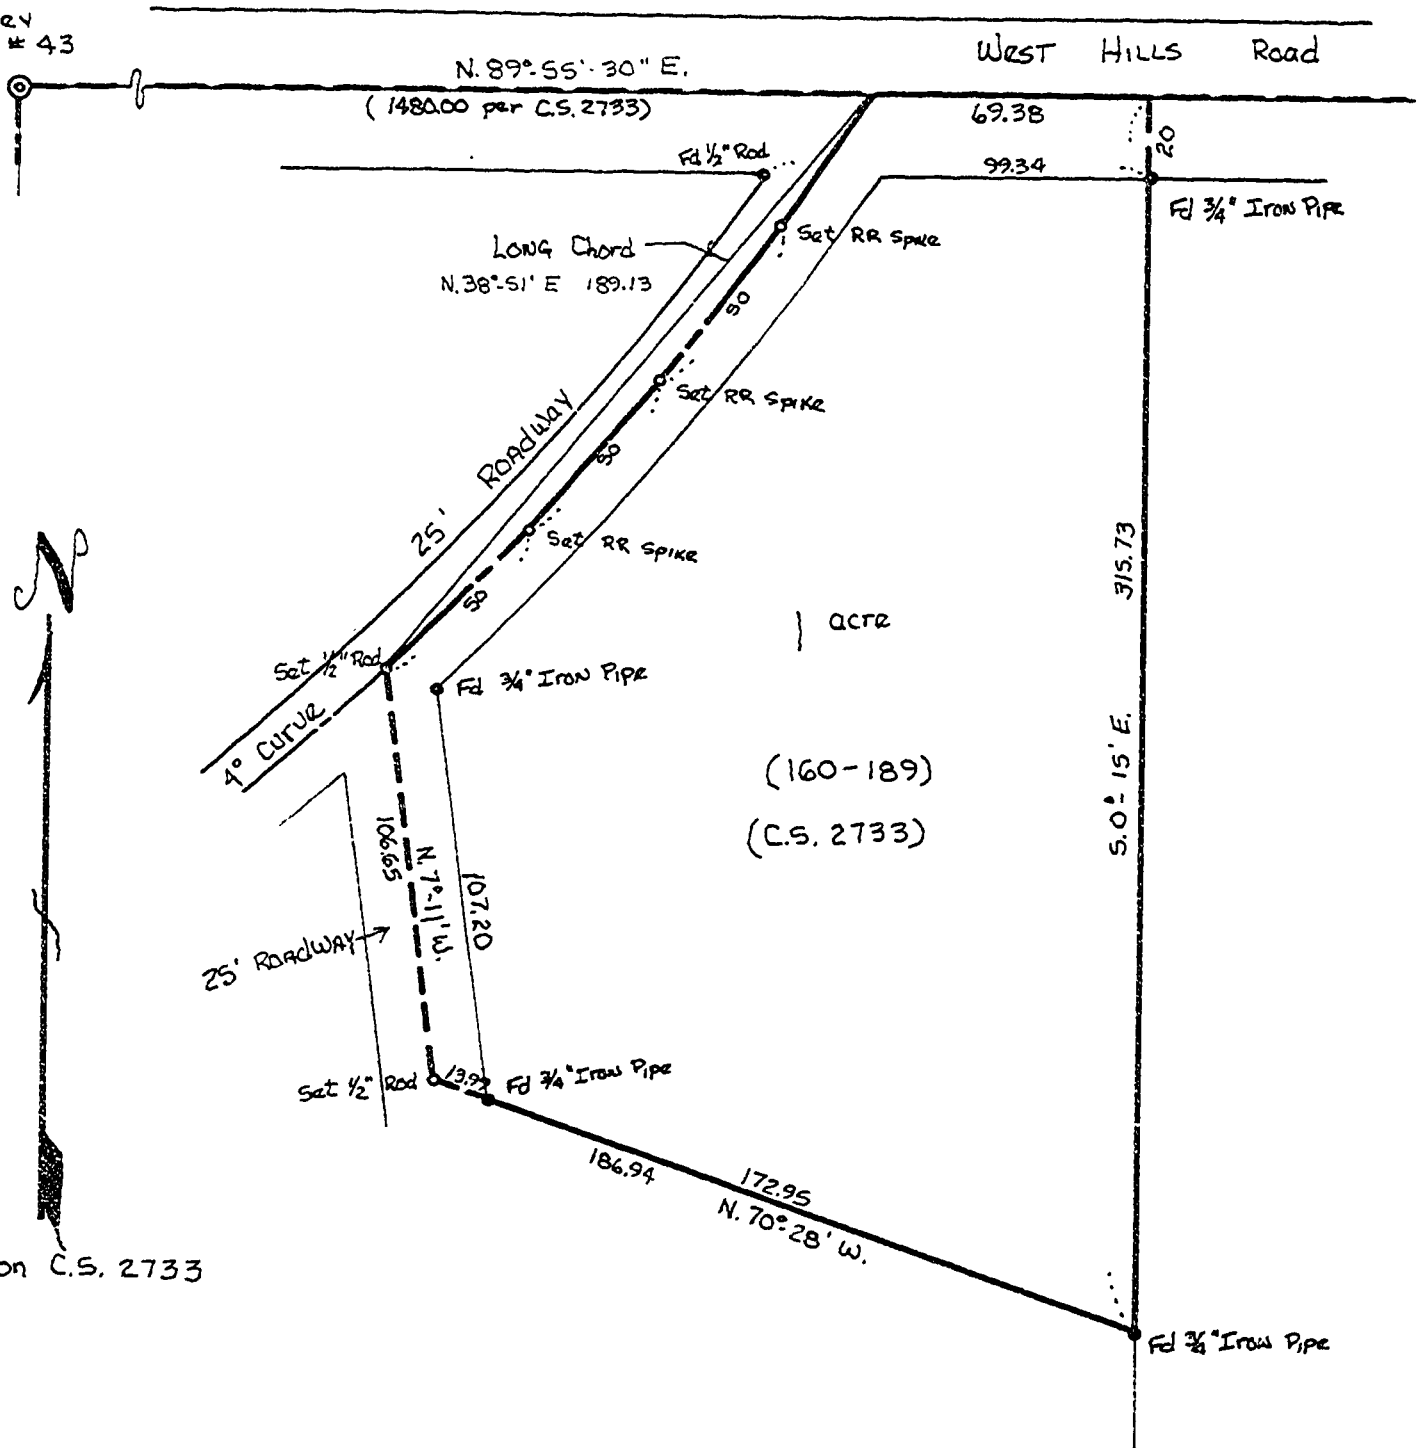 # 43
N. 89°-55'-30" E.
(1480.00 per C.S. 2733)
WEST HILLS Road
69.38
20
99.34
Fd ½" Rod
Fd ¾" Iron Pipe
Set RR Spike
LONG Chord
N.38°-51' E 189.13
50
Set RR Spike
50
25' ROADWAY
Set RR Spike
50
315.73
S.0°-15' E.
1 acre
Set ½" Rod
Fd ¾" Iron Pipe
4° Curve
(160-189)
(C.S. 2733)
106.65
N. 7°-11' W.
107.20
25' ROADWAY
N
Set ½" Rod
13.99
Fd ¾" Iron Pipe
186.94
172.95
N. 70°-28' W.
on C.S. 2733
Fd ¾" Iron Pipe